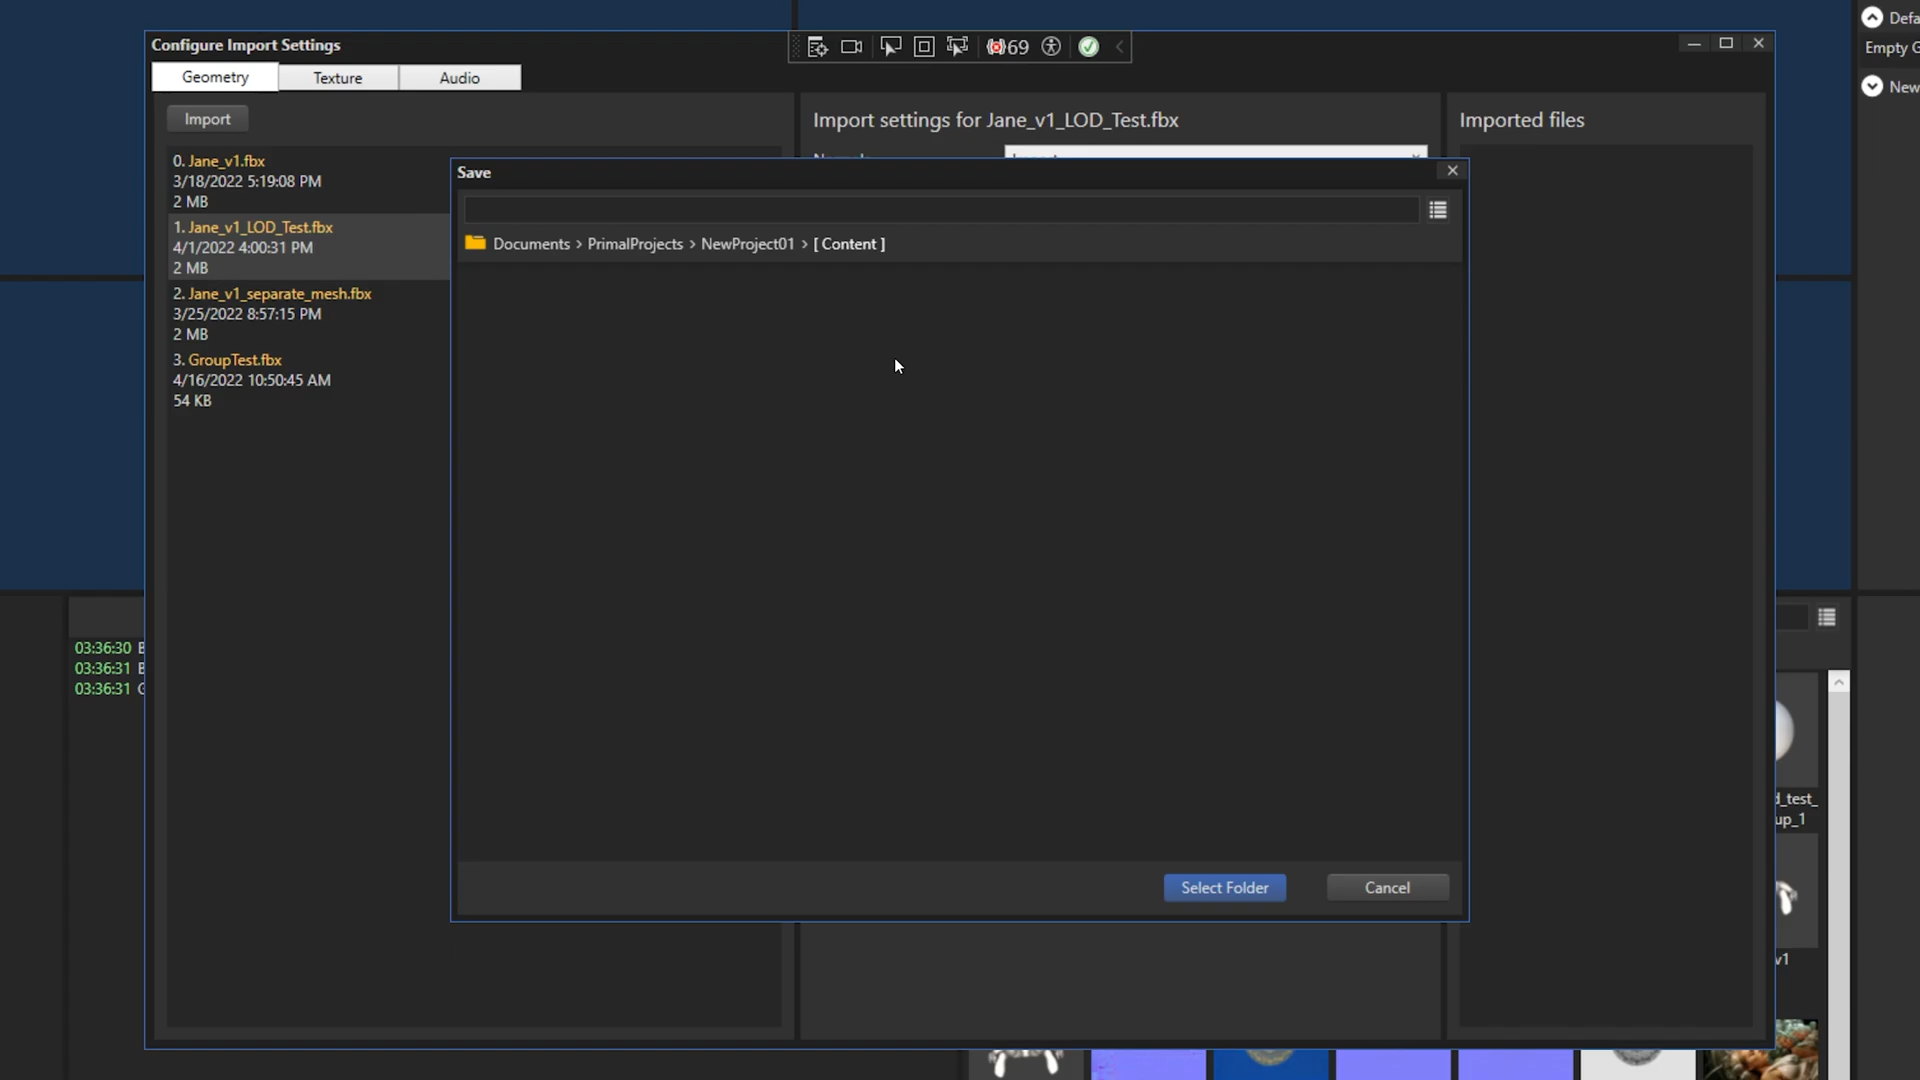 Configure Import Settings
69
Geometry
Texture
Audio
Import
Import settings for Jane_v1_LOD_Test.fbx
Imported files
0. Jane_v1.fbx
3/18/2022 5:19:08 PM
2 MB
1. Jane_v1_LOD_Test.fbx
4/1/2022 4:00:31 PM
2 MB
2. Jane_v1_separate_mesh.fbx
3/25/2022 8:57:15 PM
2 MB
3. GroupTest.fbx
4/16/2022 10:50:45 AM
54 KB
Save
Documents > PrimalProjects > NewProject01 > [ Content ]
Select Folder
Cancel
Defa
Empty G
New
03:36:30
03:36:31
03:36:31
_test_
up_1
v1